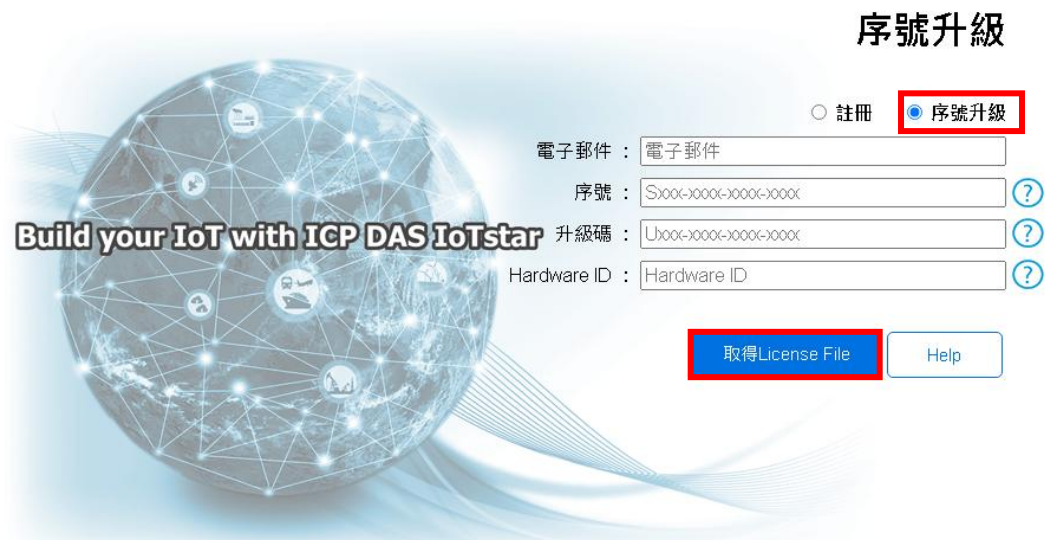 序號升級
註冊 序號升級
電子郵件 : 電子郵件
序號 : Sxxx-xxxx-xxxx-xxxx ?
Build your IoT with ICP DAS IoTstar
升級碼 : Uxxx-xxxx-xxxx-xxxx ?
Hardware ID : Hardware ID ?
取得License File Help